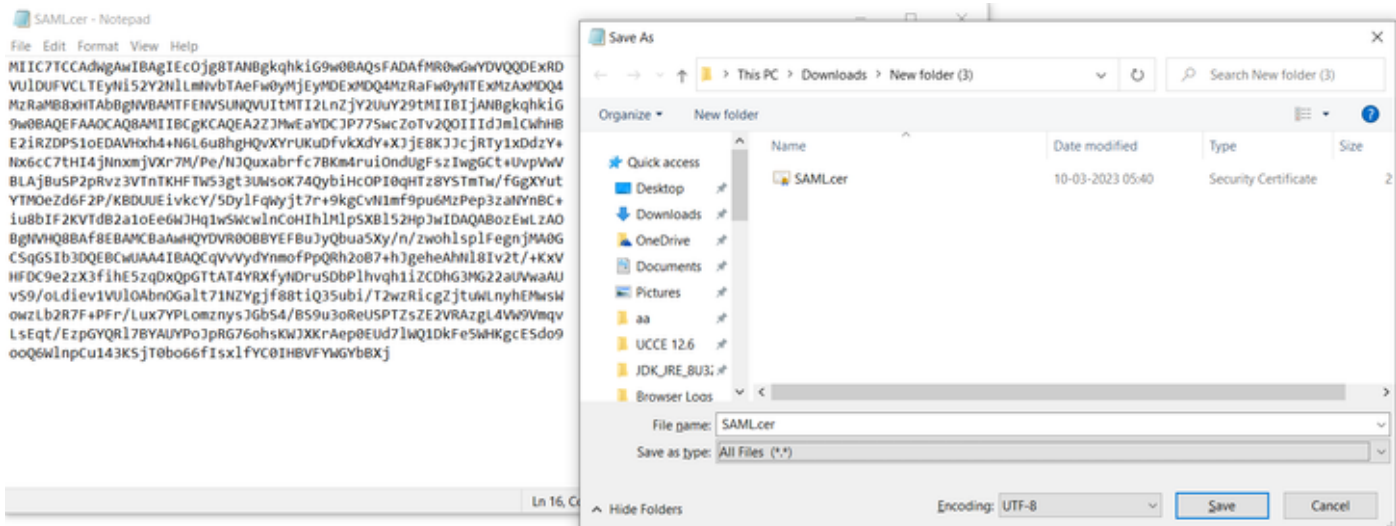 SAML.cer - Notepad
File Edit Format View Help
MIIC7TCCAdWgAwIBAgIEcOjg8TANBgkqhkiG9w0BAQsFADAfMR0wGwYDVQQDExRD
VUlDUFVCLTEyNi52Y2NlLmNvbTAeFw0yMjEyMDExMDQ4MzRaFw0yNTExMzAxMDQ4
MzRaMB8xHTAbBgNVBAMTFENVSUNQVUItMTI2LnZjY2UuY29tMIIBIjANBgkqhkiG
9w0BAQEFAAOCAQ8AMIIBCgKCAQEA2ZJMwEaYDCJP77SwcZoTv2QOIIIdJmlCWhHB
E2iRZDPS1oEDAVHxh4+N6L6u8hgHQvXYrUKuDfvkXdY+XJjE8KJJcjRTy1xDdzY+
Nx6cC7tHI4jNnxmjVXr7M/Pe/NJQuxabrfc7BKm4ruiOndUgFszIwgGCt+UvpVwV
BLAjBuSP2pRvz3VTnTKHFTW53gt3UWsoK74QybiHcOPI0qHTz8YSTmTw/fGgXYut
YTMOeZd6F2P/KBDUUEivkcY/5DylFqWyjt7r+9kgCvN1mf9pu6MzPep3zaNYnBC+
iu8bIF2KVTdB2a1oEe6WJHq1wSWcwlnCoHIhlMlpSXBl52HpJwIDAQABozEwLzAO
BgNVHQ8BAf8EBAMCBaAwHQYDVR0OBBYEFBuJyQbua5Xy/n/zwohlsplFegnjMA0G
CSqGSIb3DQEBCwUAA4IBAQCqVvVydYnmofPpQRh2oB7+hJgeheAhNl8Iv2t/+KxV
HFDC9e2zX3fihE5zqDxQpGTtAT4YRXfyNDruSDbPlhvqh1iZCDhG3MG22aUVwaAU
vS9/oLdiev1VUlOAbnOGalt71NZYgjf88tiQ35ubi/T2wzRicgZjtuWLnyhEMwsW
owzLb2R7F+PFr/Lux7YPLomznysJGbS4/BS9u3oReUSPTZsZE2VRAzgL4VW9Vmqv
LsEqt/EzpGYQRl7BYAUYPoJpRG76ohsKWJXKrAep0EUd7lWQ1DkFe5WHKgcESdo9
ooQ6WlnpCu143KSjT0bo66fIsxlfYC0IHBVFYWGYbBXj
Ln 16,
Save As
This PC > Downloads > New folder (3)
Search New folder (3)
Organize New folder
Name Date modified Type Size
SAML.cer 10-03-2023 05:40 Security Certificate 2
Quick access
Desktop
Downloads
OneDrive
Documents
Pictures
aa
UCCE 12.6
JDK_JRE_8U32
Browser Logs
File name: SAML.cer
Save as type: All Files (*.*)
Hide Folders
Encoding: UTF-8
Save
Cancel